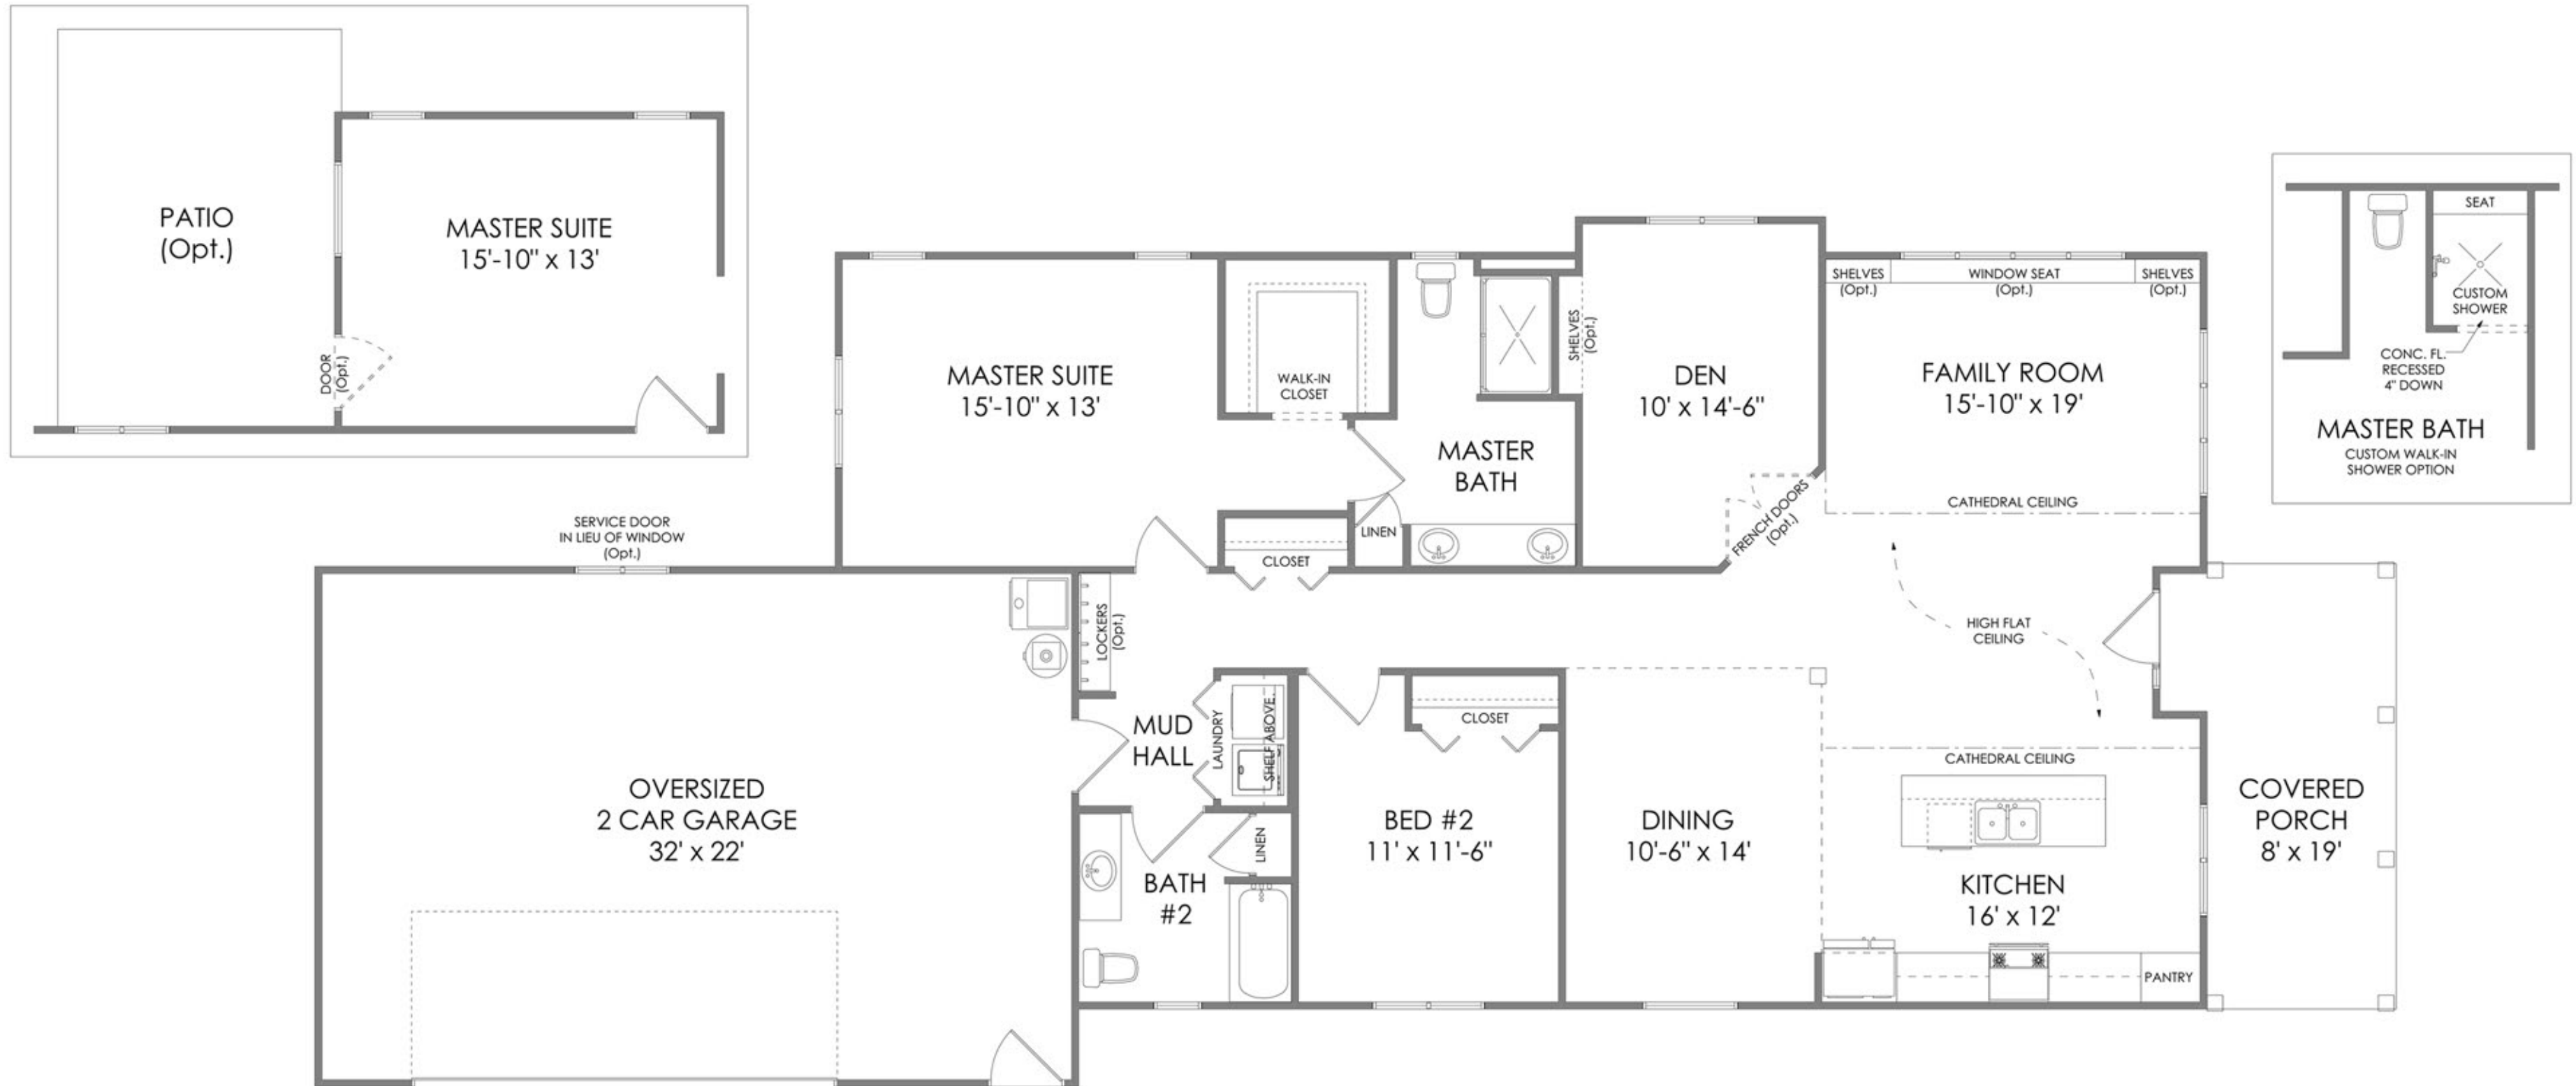 PATIO
(Opt.)
MASTER SUITE
15'-10" x 13'
DOOR
(Opt.)
SERVICE DOOR
IN LIEU OF WINDOW
(Opt.)
OVERSIZED
2 CAR GARAGE
32' x 22'
MASTER SUITE
15'-10" x 13'
WALK-IN
CLOSET
CLOSET
LINEN
MASTER
BATH
SHELVES
(Opt.)
DEN
10' x 14'-6"
FRENCH DOORS
(Opt.)
SHELVES
(Opt.)
WINDOW SEAT
(Opt.)
SHELVES
(Opt.)
FAMILY ROOM
15'-10" x 19'
CATHEDRAL CEILING
HIGH FLAT
CEILING
CATHEDRAL CEILING
LOCKERS
(Opt.)
MUD
HALL
LAUNDRY
SHELF ABOVE
LINEN
BATH
#2
CLOSET
BED #2
11' x 11'-6"
DINING
10'-6" x 14'
KITCHEN
16' x 12'
PANTRY
COVERED
PORCH
8' x 19'
SEAT
CUSTOM
SHOWER
CONC. FL.
RECESSED
4" DOWN
MASTER BATH
CUSTOM WALK-IN
SHOWER OPTION